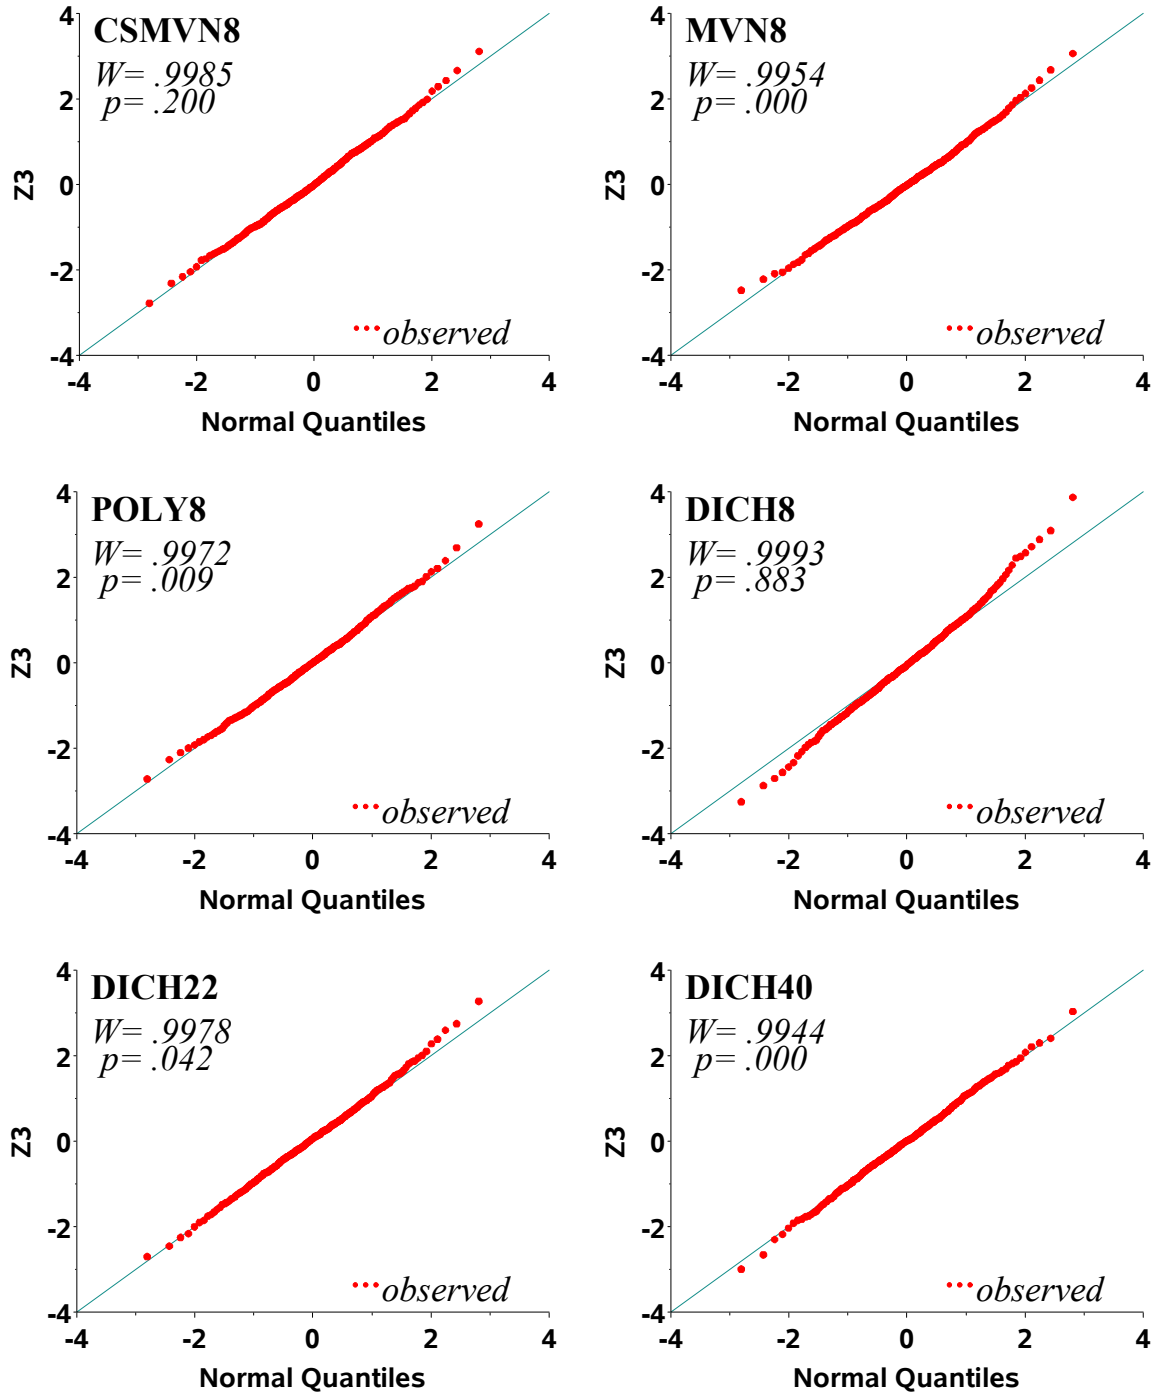 CSMVN8
W= .9985
p= .200
4
2
0
-2
-4
Z3
observed
-4 -2 0 2 4
Normal Quantiles
MVN8
W= .9954
p= .000
4
2
0
-2
-4
Z3
observed
-4 -2 0 2 4
Normal Quantiles
POLY8
W= .9972
p= .009
4
2
0
-2
-4
Z3
observed
-4 -2 0 2 4
Normal Quantiles
DICH8
W= .9993
p= .883
4
2
0
-2
-4
Z3
observed
-4 -2 0 2 4
Normal Quantiles
DICH22
W= .9978
p= .042
4
2
0
-2
-4
Z3
observed
-4 -2 0 2 4
Normal Quantiles
DICH40
W= .9944
p= .000
4
2
0
-2
-4
Z3
observed
-4 -2 0 2 4
Normal Quantiles